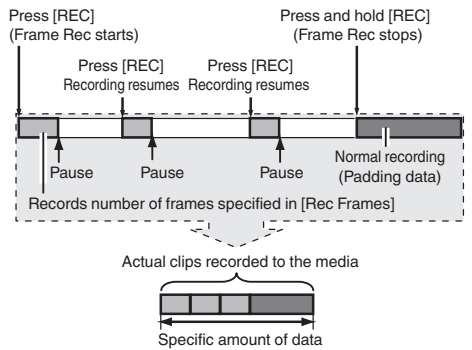 Press [REC]
(Frame Rec starts)
Press and hold [REC]
(Frame Rec stops)
Press [REC]
Recording resumes
Press [REC]
Recording resumes
Pause
Pause
Pause
Normal recording
(Padding data)
Records number of frames specified in [Rec Frames]
Actual clips recorded to the media
Specific amount of data